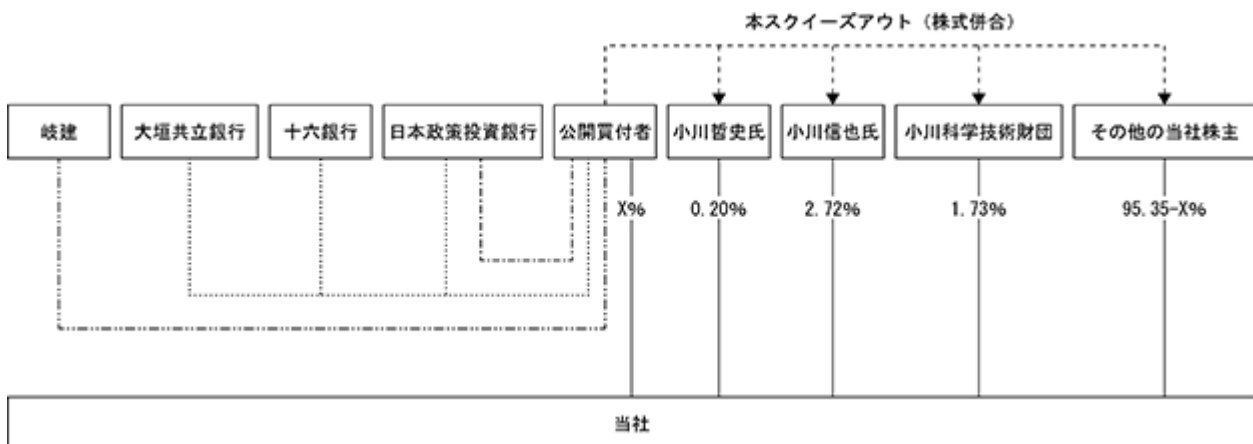 本スクイーズアウト（株式併合）
岐建
大垣共立銀行
十六銀行
日本政策投資銀行
公開買付者
小川哲史氏
小川信也氏
小川科学技術財団
その他の当社株主
X%
0.20%
2.72%
1.73%
95.35-X%
当社